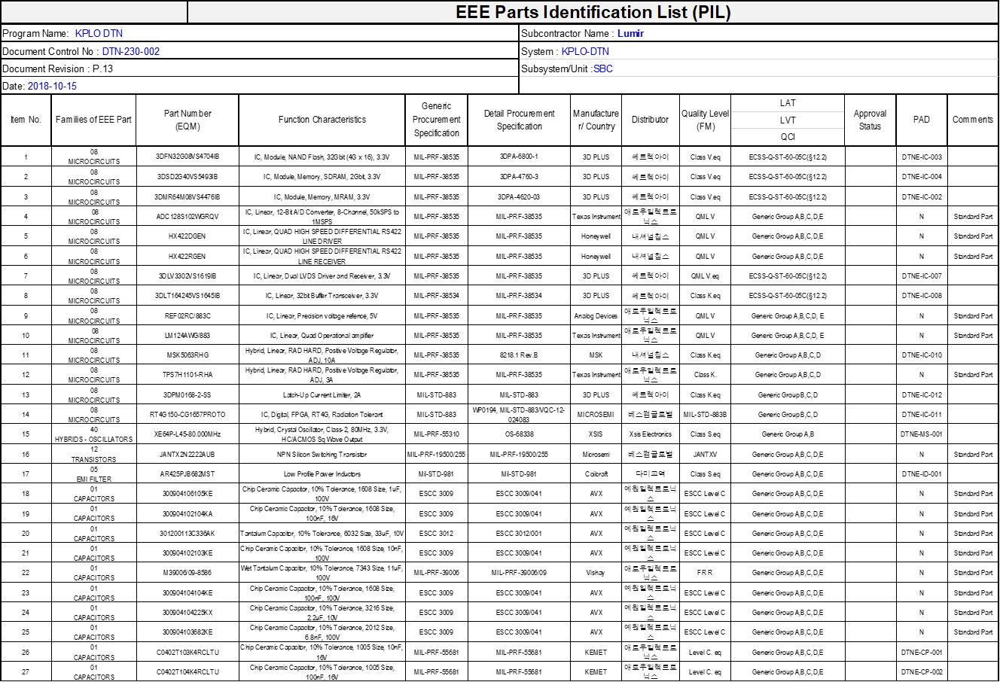 EEE Parts Identification List (PIL)
Program Name: KPLO DTN
Subcontractor Name : Lumir
Document Control No : DTN-230-002
System : KPLO-DTN
Document Revision : P.13
Subsystem/Unit :SBC
Date: 2018-10-15
Item No. Families of EEE Part Part Number (EQM) Function Characteristics Generic Procurement Specification Detail Procurement Specification Manufacturer/ Country Distributor Quality Level (FM) LAT LVT QCI Approval Status PAD Comments
1 08 MICROCIRCUITS 3DFN32G08VS4704IB IC, Module, NAND Flash, 32Gbit (4G x 16), 3.3V MIL-PRF-38535 3DPA-6800-1 3D PLUS 쎄트렉아이 Class V.eq ECSS-Q-ST-60-05C(§12.2) DTNE-IC-003
2 08 MICROCIRCUITS 3DSD2G40VS5493IB IC, Module, Memory, SDRAM, 2Gbit, 3.3V MIL-PRF-38535 3DPA-4760-3 3D PLUS 쎄트렉아이 Class V.eq ECSS-Q-ST-60-05C(§12.2) DTNE-IC-004
3 08 MICROCIRCUITS 3DMR64M08VS4476IB IC, Module, Memory, MRAM, 3.3V MIL-PRF-38535 3DPA-4620-03 3D PLUS 쎄트렉아이 Class V.eq ECSS-Q-ST-60-05C(§12.2) DTNE-IC-002
4 08 MICROCIRCUITS ADC128S102WGRQV IC, Linear, 12-Bit A/D Converter, 8-Channel, 50kSPS to 1MSPS MIL-PRF-38535 MIL-PRF-38535 Texas Instrument 애로우일렉트로닉스 QML V Generic Group A,B,C,D,E N Standard Part
5 08 MICROCIRCUITS HX422DGEN IC, Linear, QUAD HIGH SPEED DIFFERENTIAL RS422 LINE DRIVER MIL-PRF-38535 MIL-PRF-38535 Honeywell 내셔널칩스 QML V Generic Group A,B,C,D,E N Standard Part
6 08 MICROCIRCUITS HX422RGEN IC, Linear, QUAD HIGH SPEED DIFFERENTIAL RS422 LINE RECEIVER MIL-PRF-38535 MIL-PRF-38535 Honeywell 내셔널칩스 QML V Generic Group A,B,C,D,E N Standard Part
7 08 MICROCIRCUITS 3DLV3302VS1619IB IC, Linear, Dual LVDS Driver and Receiver, 3.3V MIL-PRF-38535 MIL-PRF-38535 3D PLUS 쎄트렉아이 QML V.eq ECSS-Q-ST-60-05C(§12.2) DTNE-IC-007
8 08 MICROCIRCUITS 3DLT164245VS1645IB IC, Linear, 32bit Buffer Transceiver, 3.3V MIL-PRF-38534 MIL-PRF-38534 3D PLUS 쎄트렉아이 Class K.eq ECSS-Q-ST-60-05C(§12.2) DTNE-IC-008
9 08 MICROCIRCUITS REF02RC/883C IC, Linear, Precision voltage refernce, 5V MIL-PRF-38535 MIL-PRF-38535 Analog Devices 애로우일렉트로닉스 QML V Generic Group A,B,C,D, E N Standard Part
10 08 MICROCIRCUITS LM124AWG/883 IC, Linear, Quad Operational amplifier MIL-PRF-38535 MIL-PRF-38535 Texas Instrument 애로우일렉트로닉스 QML V Generic Group A,B,C,D, E N Standard Part
11 08 MICROCIRCUITS MSK5063RHG Hybrid, Linear, RAD HARD, Postive Voltage Regulator, ADJ, 10A MIL-PRF-38535 8218.1 Rev.B MSK 내셔널칩스 Class K.eq Generic Group A,B,C,D DTNE-IC-010
12 08 MICROCIRCUITS TPS7H1101-RHA Hybrid, Linear, RAD HARD, Postive Voltage Regulator, ADJ, 3A MIL-PRF-38535 MIL-PRF-38535 Texas Instrument 애로우일렉트로닉스 Class K. Generic Group A,B,C,D N Standard Part
13 08 MICROCIRCUITS 3DPM0168-2-SS Latch-Up Current Limiter, 2A MIL-STD-883 MIL-STD-883 3D PLUS 쎄트렉아이 Class K.eq Generic Group B,C,D DTNE-IC-012
14 08 MICROCIRCUITS RT4G150-CG1657PROTO IC, Digital, FPGA, RT4G, Radiation Tolerant MIL-STD-883 WP0194, MIL-STD-883/VQC-12-024083 MICROSEMI 베스컴글로벌 MIL-STD-883B Generic Group B,C,D DTNE-IC-011
15 40 HYBRIDS - OSCILLATORS XE64P-L45-80.000MHz Hybrid, Crystal Oscillator, Class-2, 80MHz, 3.3V, HC/ACMOS Sq Wave Output MIL-PRF-55310 OS-68338 XSIS Xsis Electronics Class S.eq Generic Group A,B DTNE-MS-001
16 12 TRANSISTORS JANTX2N2222AUB NPN Silicon Switching Transistor MIL-PRF-19500/255 MIL-PRF-19500/255 Microsemi 베스컴글로벌 JANTXV Generic Group A,B,C,D,E N Standard Part
17 05 EMI FILTER AR425PJB682MST Low Profile Power Inductors Mil-STD-981 Mil-STD-981 Coilcraft 다미교역 Class S.eq Generic Group A,B,C,D,E DTNE-ID-001
18 01 CAPACITORS 300904106105KE Chip Ceramic Capacitor, 10% Tolerance, 1608 Size, 1uF, 100V ESCC 3009 ESCC 3009/041 AVX 예원일렉트로닉스 ESCC Level C Generic Group A,B,C,D,E N Standard Part
19 01 CAPACITORS 300904102104KA Chip Ceramic Capacitor, 10% Tolerance, 1608 Size, 100nF, 16V ESCC 3009 ESCC 3009/041 AVX 예원일렉트로닉스 ESCC Level C Generic Group A,B,C,D,E N Standard Part
20 01 CAPACITORS 301200113C336AK Tantalum Capacitor, 10% Tolerance, 6032 Size, 33uF, 10V ESCC 3012 ESCC 3012/001 AVX 예원일렉트로닉스 ESCC Level C Generic Group A,B,C,D,E N Standard Part
21 01 CAPACITORS 300904102103KE Chip Ceramic Capacitor, 10% Tolerance, 1608 Size, 10nF, 100V ESCC 3009 ESCC 3009/041 AVX 예원일렉트로닉스 ESCC Level C Generic Group A,B,C,D,E N Standard Part
22 01 CAPACITORS M39006/09-8586 Wet Tantalum Capacitor, 10% Tolerance, 7343 Size, 11uF, 100V MIL-PRF-39006 MIL-PRF-39006/09 Vishay 애로우일렉트로닉스 FRR Generic Group A,B,C,D,E N Standard Part
23 01 CAPACITORS 300904104104KE Chip Ceramic Capacitor, 10% Tolerance, 1608 Size, 100nF, 100V ESCC 3009 ESCC 3009/041 AVX 예원일렉트로닉스 ESCC Level C Generic Group A,B,C,D,E N Standard Part
24 01 CAPACITORS 300904104225KX Chip Ceramic Capacitor, 10% Tolerance, 3216 Size, 2.2uF, 10V ESCC 3009 ESCC 3009/041 AVX 예원일렉트로닉스 ESCC Level C Generic Group A,B,C,D,E N Standard Part
25 01 CAPACITORS 300904103682KE Chip Ceramic Capacitor, 10% Tolerance, 2012 Size, 6.8nF, 100V ESCC 3009 ESCC 3009/041 AVX 예원일렉트로닉스 ESCC Level C Generic Group A,B,C,D,E N Standard Part
26 01 CAPACITORS C0402T103K4RCLTU Chip Ceramic Capacitor, 10% Tolerance, 1005 Size, 10nF, 16V MIL-PRF-55681 MIL-PRF-55681 KEMET 애로우일렉트로닉스 Level C. eq Generic Group A,B,C,D,E DTNE-CP-001
27 01 CAPACITORS C0402T104K4RCLTU Chip Ceramic Capacitor, 10% Tolerance, 1005 Size, 100nF, 16V MIL-PRF-55681 MIL-PRF-55681 KEMET 애로우일렉트로닉스 Level C. eq Generic Group A,B,C,D,E DTNE-CP-002